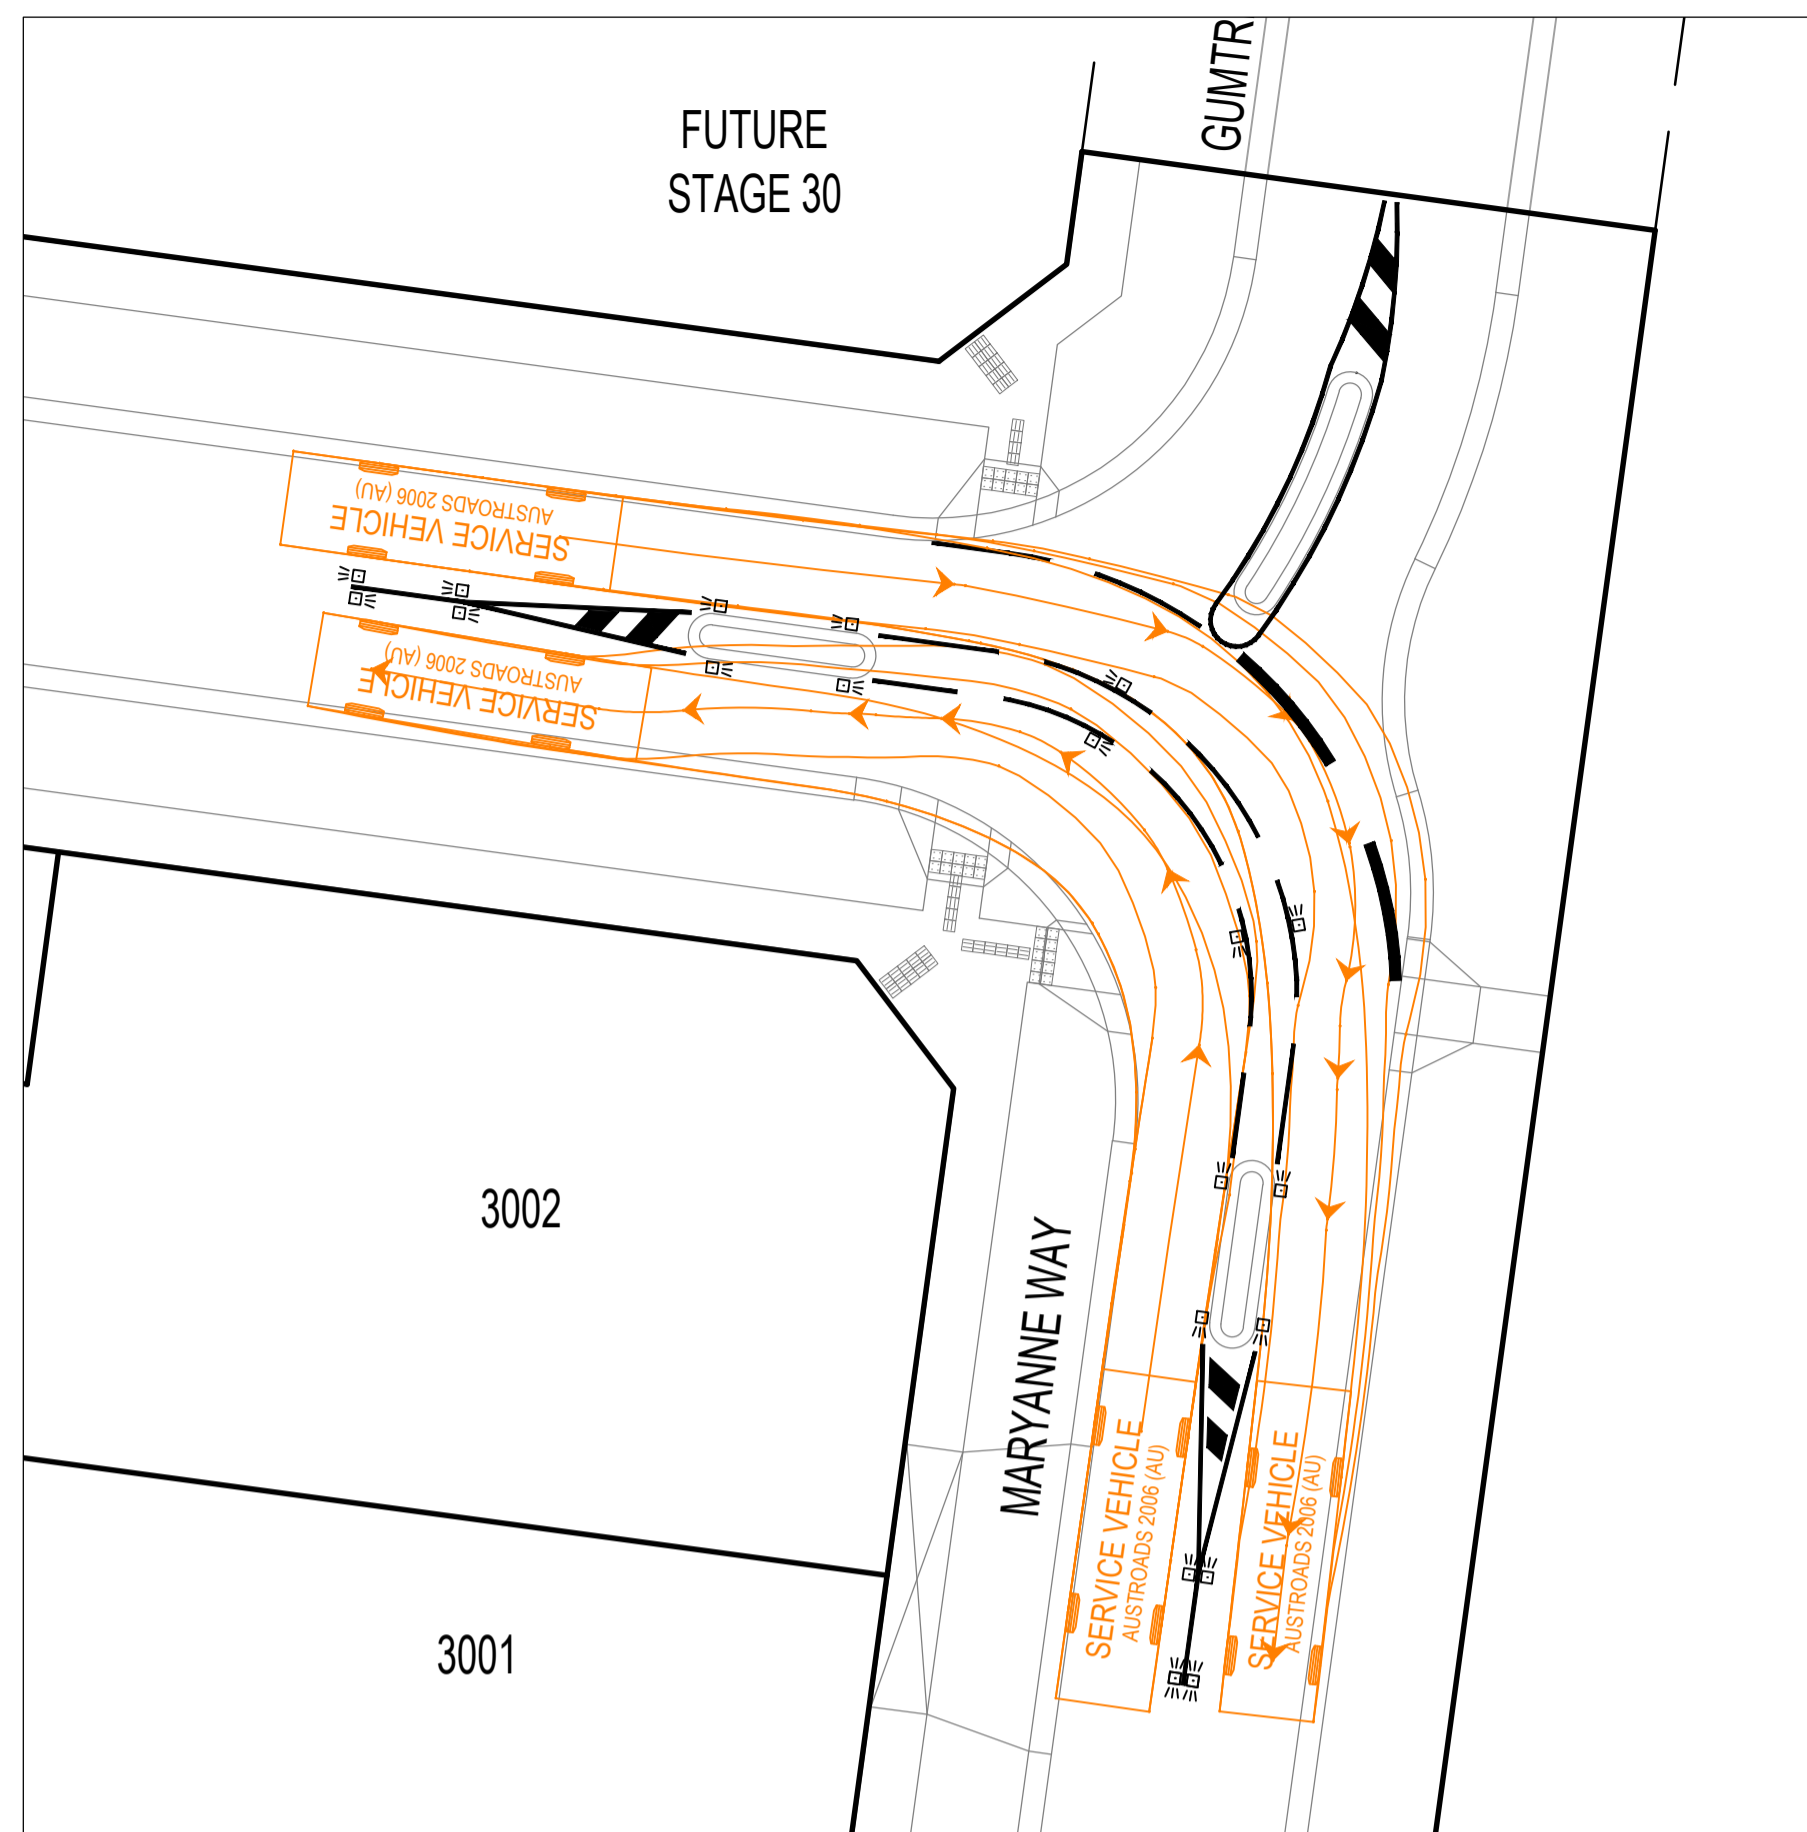 GUMTR
FUTURE
STAGE 30
SERVICE VEHICLE
AUSTROADS 2006 (AU)
SERVICE VEHICLE
AUSTROADS 2006 (AU)
3002
MARYANNE WAY
SERVICE VEHICLE
AUSTROADS 2006 (AU)
SERVICE VEHICLE
AUSTROADS 2006 (AU)
3001